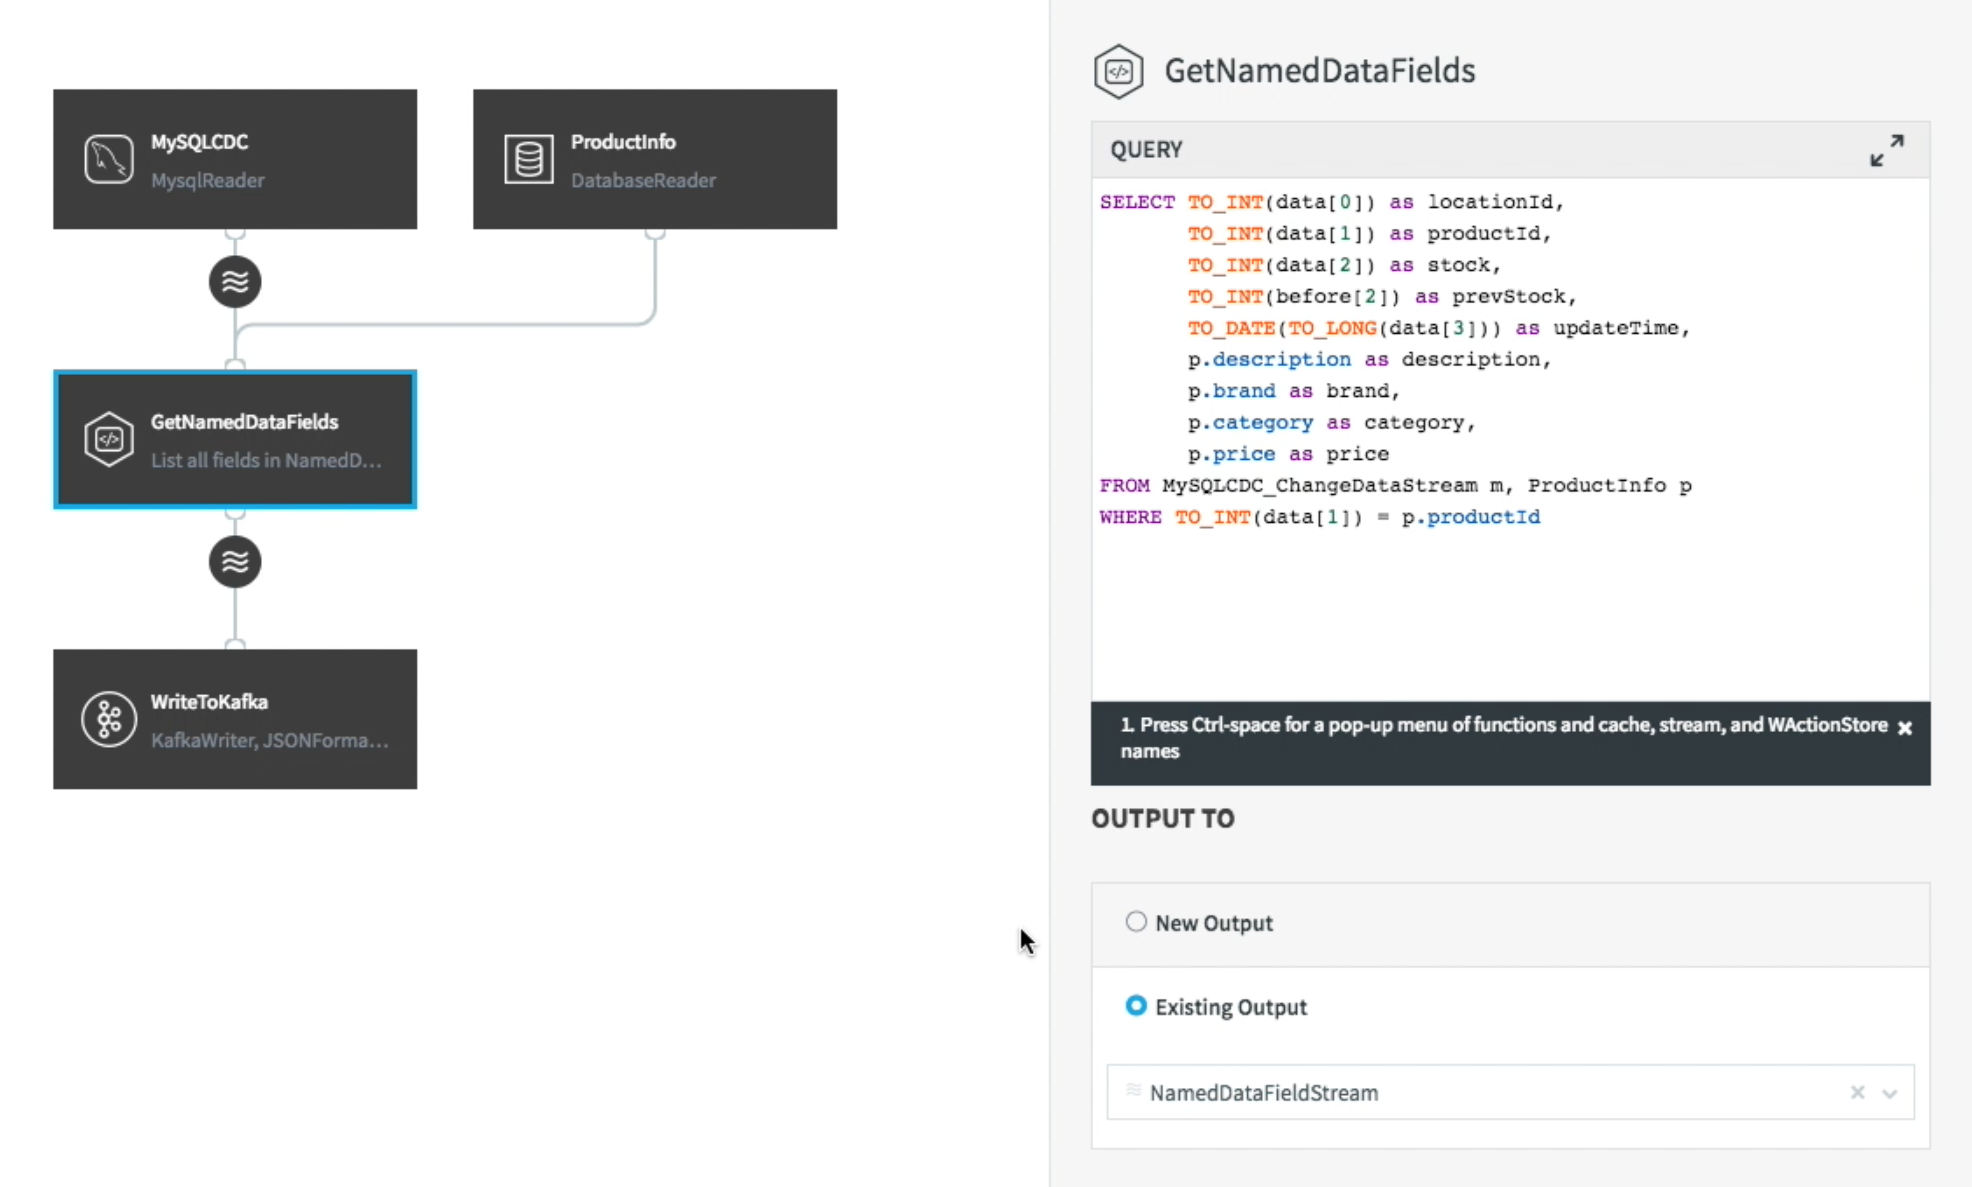 MySQLCDC
MysqlReader
ProductInfo
DatabaseReader
GetNamedDataFields
List all fields in NamedD...
WriteToKafka
KafkaWriter, JSONForma...
GetNamedDataFields
QUERY
SELECT TO_INT(data[0]) as locationId,
TO_INT(data[1]) as productId,
TO_INT(data[2]) as stock,
TO_INT(before[2]) as prevStock,
TO_DATE(TO_LONG(data[3])) as updateTime,
p.description as description,
p.brand as brand,
p.category as category,
p.price as price
FROM MySQLCDC_ChangeDataStream m, ProductInfo p
WHERE TO_INT(data[1]) = p.productId
1. Press Ctrl-space for a pop-up menu of functions and cache, stream, and WActionStore
names
OUTPUT TO
New Output
Existing Output
NamedDataFieldStream